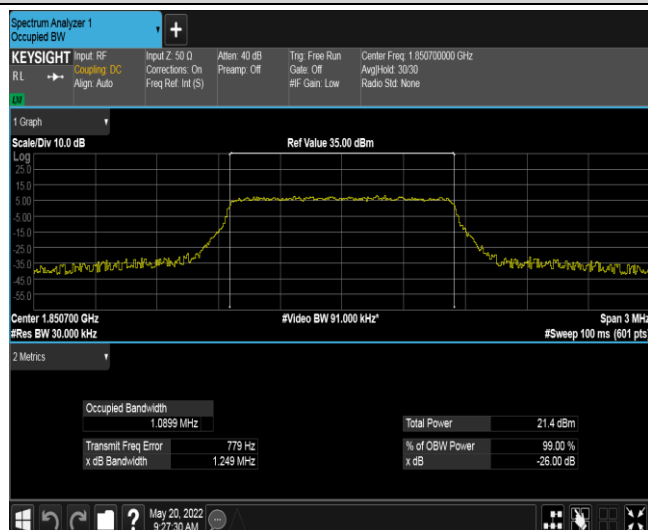 Spectrum Analyzer 1
Occupied BW
+
KEYSIGHT Input: RF Input Z: 50 Ω Atten: 40 dB Trig: Free Run Center Freq: 1.850700000 GHz
RL Coupling: DC Corrections: On Preamp: Off Gate: Off Avg|Hold: 30/30
Align: Auto Freq Ref: Int (S) #IF Gain: Low Radio Std: None
LXI
1 Graph
Scale/Div 10.0 dB Ref Value 35.00 dBm
Log
25.0
15.0
5.00
-5.00
-15.0
-25.0
-35.0
-45.0
-55.0
Center 1.850700 GHz #Video BW 91.000 kHz* Span 3 MHz
#Res BW 30.000 kHz #Sweep 100 ms (601 pts)
2 Metrics
Occupied Bandwidth
1.0899 MHz Total Power 21.4 dBm
Transmit Freq Error 779 Hz % of OBW Power 99.00 %
x dB Bandwidth 1.249 MHz x dB -26.00 dB
? May 20, 2022
9:27:30 AM